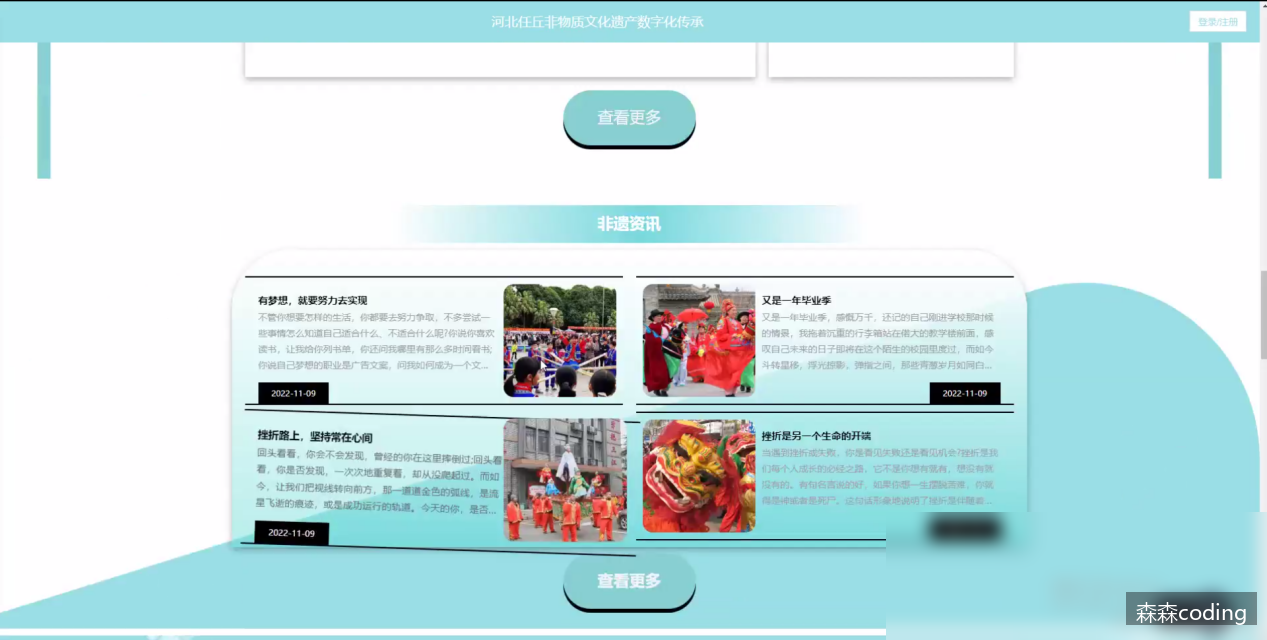 河北任丘非物质文化遗产数字化传承
登录/注册
查看更多
非遗资讯
有梦想，就要努力去实现
不管你想要怎样的生活，你都要去努力争取，不多尝试一
些事情怎么知道自己适合什么、不适合什么呢?你说你喜欢
读书，让我给你列书单，你还问我哪里有那么多时间看书;
你说自己梦想的职业是广告文案，问我如何成为一个文...
2022-11-09
又是一年毕业季
又是一年毕业季，感慨万千，还记的自己刚进学校那时候
的情景，我拖着沉重的行李箱站在偌大的教学楼前面，感
叹自己未来的日子即将在这个陌生的校园里度过，而如今
斗转星移，浮光掠影，弹指之间，那些青葱岁月如同白...
2022-11-09
挫折路上，坚持常在心间
回头看看，你会不会发现，曾经的你在这里摔倒过;回头看
看，你是否发现，一次次地重复着，却从没爬起过。而如
今，让我们把视线转向前方，那一道道金色的弧线，是流
星飞逝的痕迹，或是成功运行的轨道。今天的你，是否...
2022-11-09
挫折是另一个生命的开端
当遇到挫折或失败，你是看见失败还是看见机会?挫折是我
们每个人成长的必经之路，它不是你想有就有，想没有就
没有的。有句名言说的好，如果你想一生摆脱苦难，你就
得是神或者是死尸。这句话形象地说明了挫折是伴随着...
查看更多
森森coding